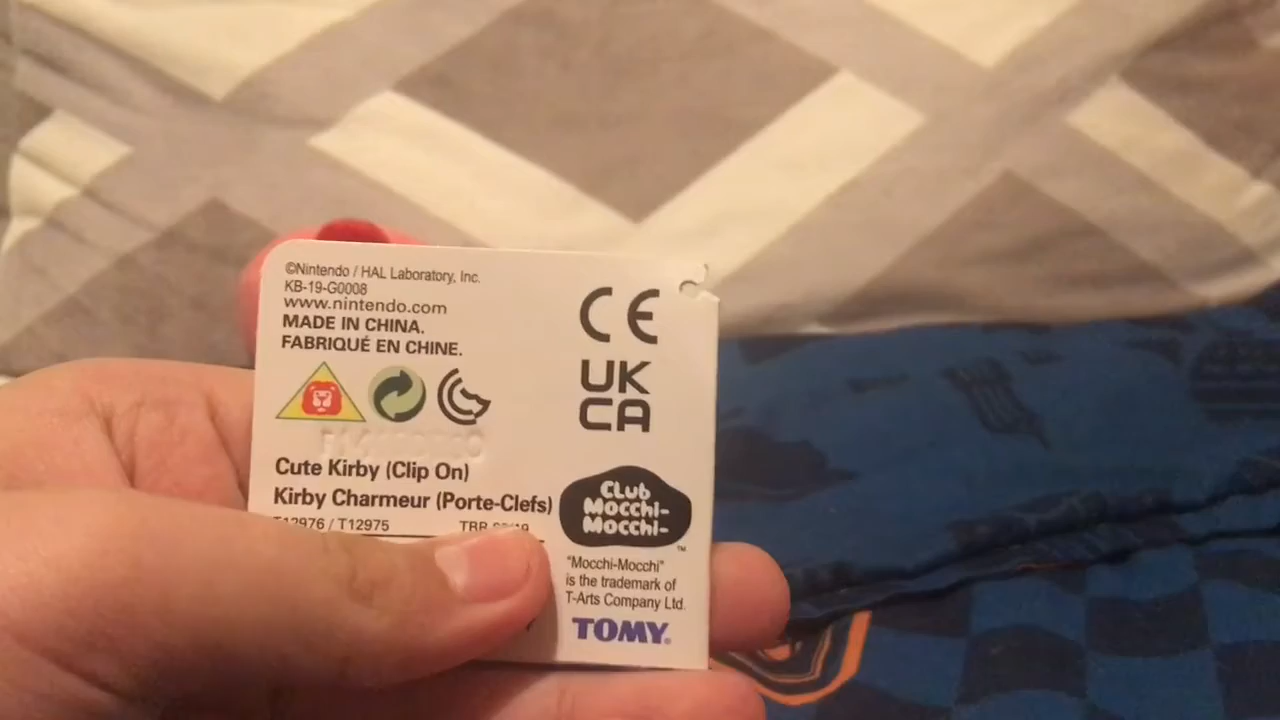 ©Nintendo / HAL Laboratory, Inc.
KB-19-G0008
www.nintendo.com
MADE IN CHINA.
FABRIQUÉ EN CHINE.
Cute Kirby (Clip On)
Kirby Charmeur (Porte-Clefs)
T12976 / T12975 TRR
CE
UK
CA
CLub
Mocchi-
Mocchi-
™
"Mocchi-Mocchi"
is the trademark of
T-Arts Company Ltd.
TOMY®